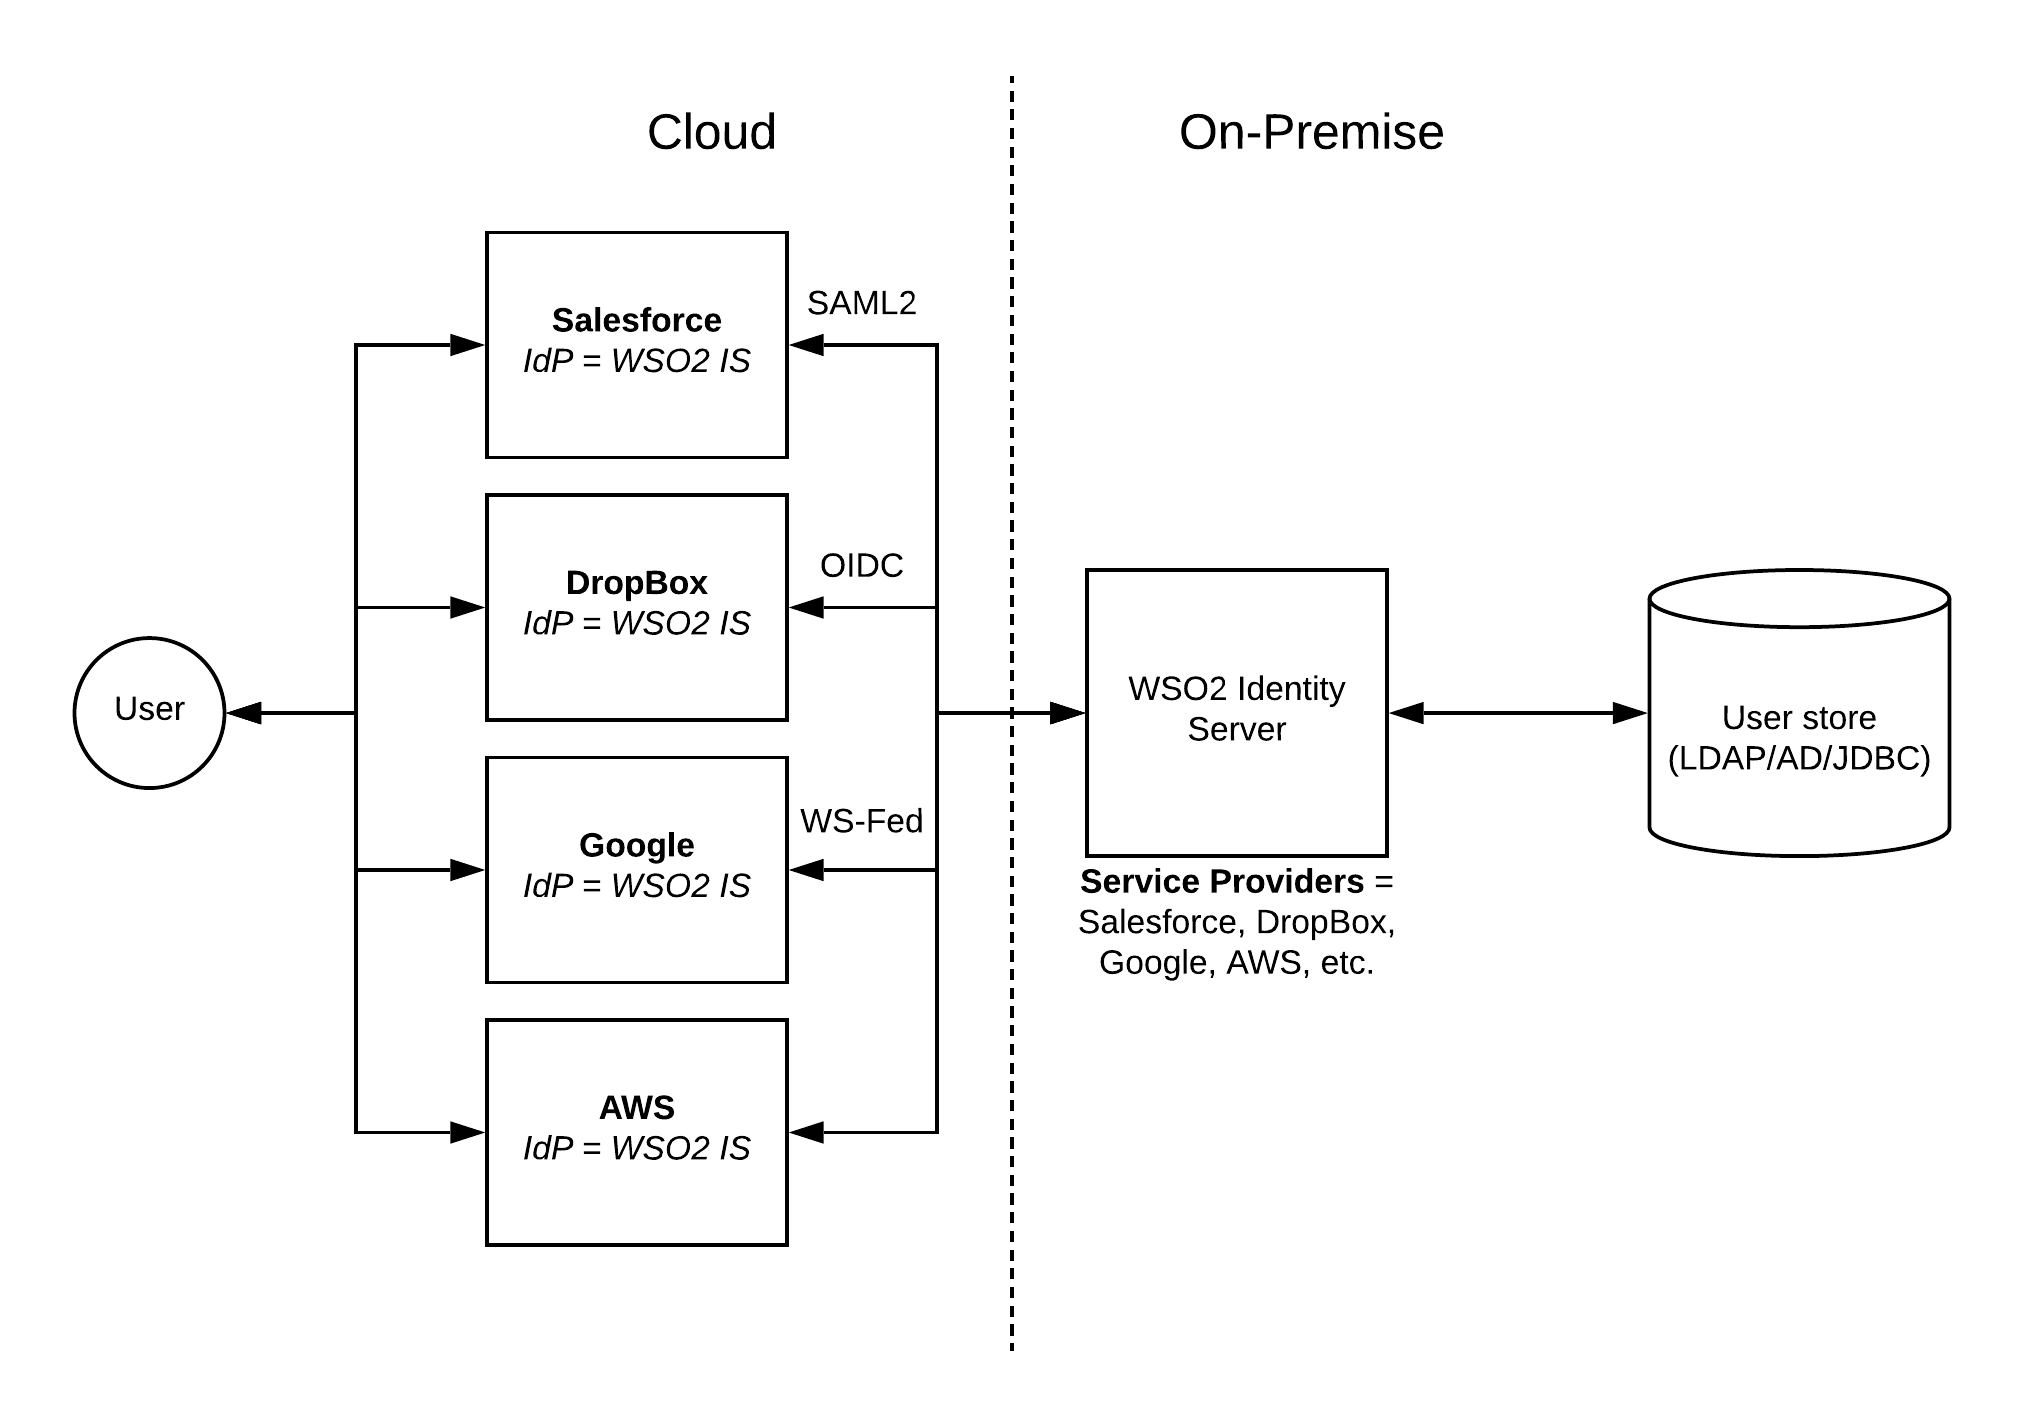 Cloud
On-Premise
Salesforce
IdP = WSO2 IS
SAML2
DropBox
IdP = WSO2 IS
OIDC
User
Google
IdP = WSO2 IS
WS-Fed
AWS
IdP = WSO2 IS
WSO2 Identity
Server
Service Providers =
Salesforce, DropBox,
Google, AWS, etc.
User store
(LDAP/AD/JDBC)